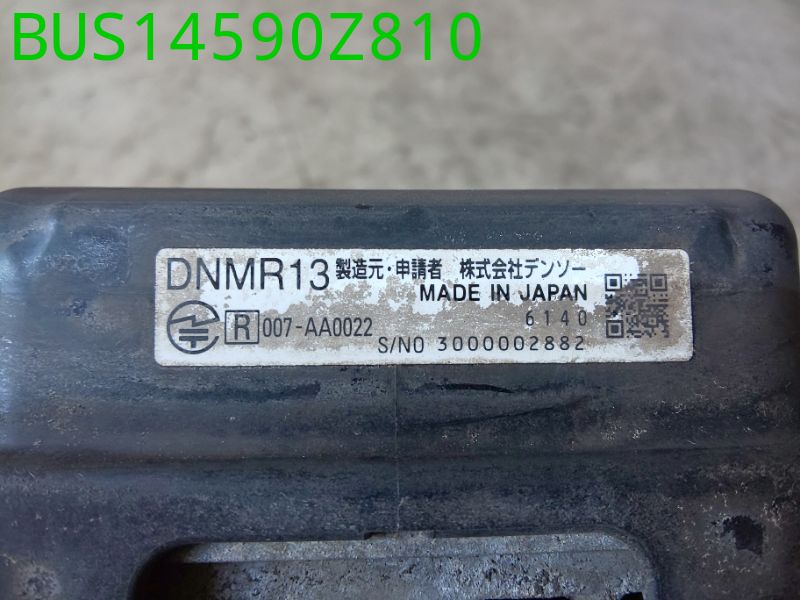 BUS14590Z810
DNMR13 製造元・申請者 株式会社デンソー
MADE IN JAPAN
R 007-AA0022 6140
S/NO 3000002882